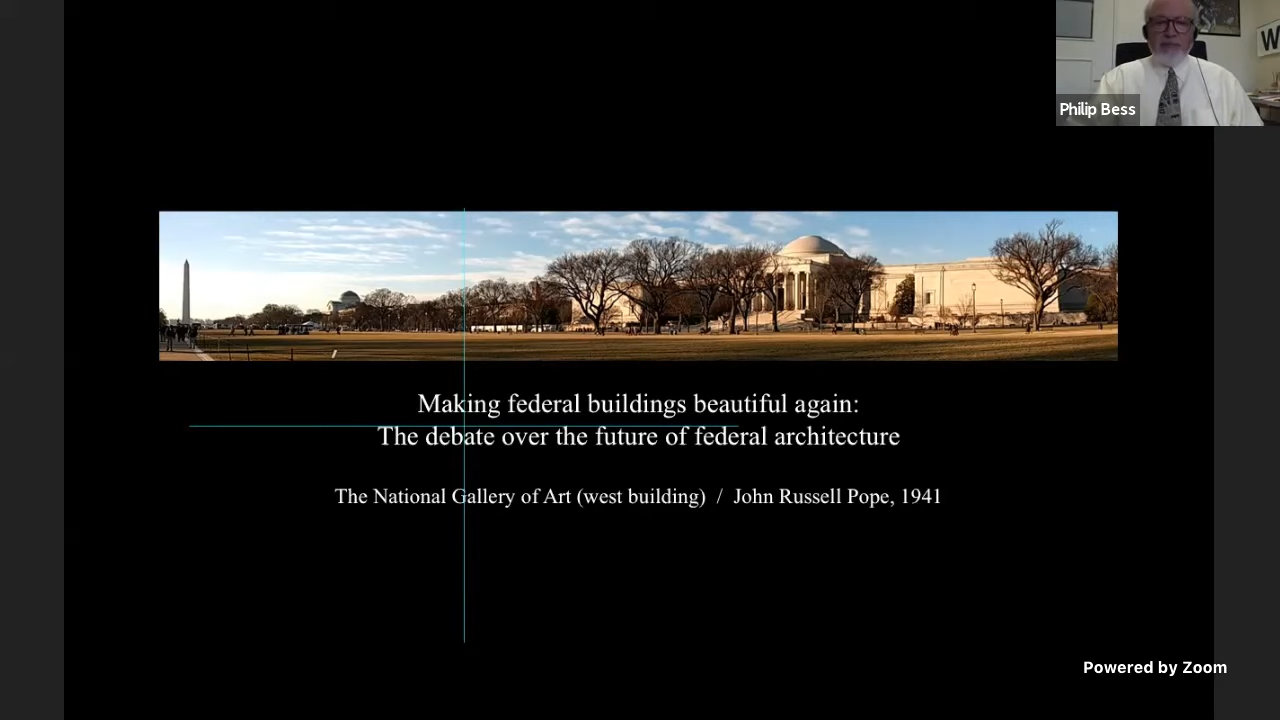 W
Philip Bess
Making federal buildings beautiful again:
The debate over the future of federal architecture
The National Gallery of Art (west building) / John Russell Pope, 1941
Powered by Zoom